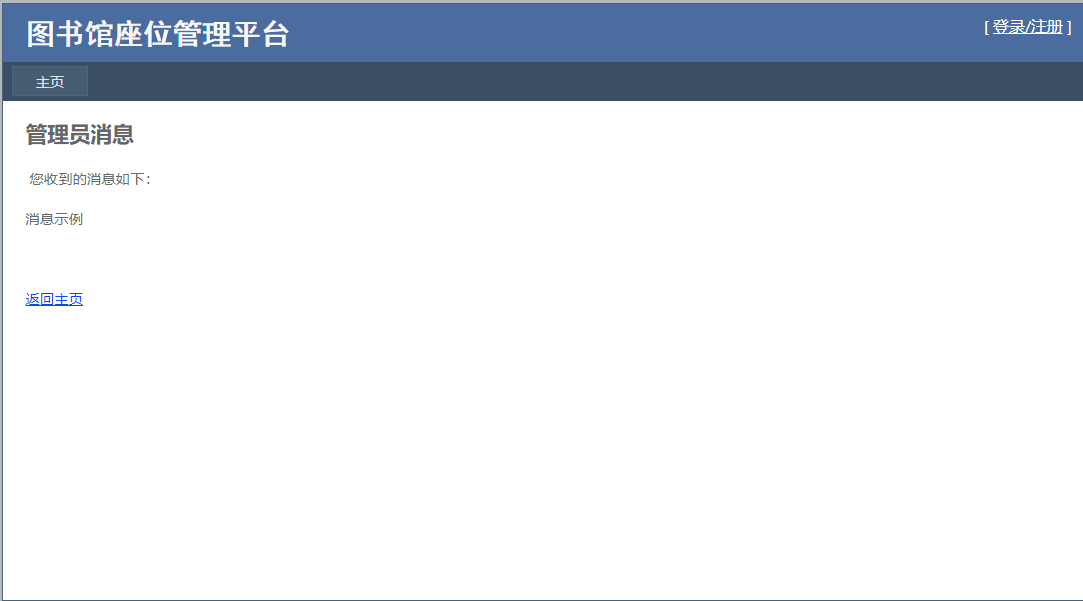 图书馆座位管理平台
[ 登录/注册 ]
主页
管理员消息
您收到的消息如下：
消息示例
返回主页